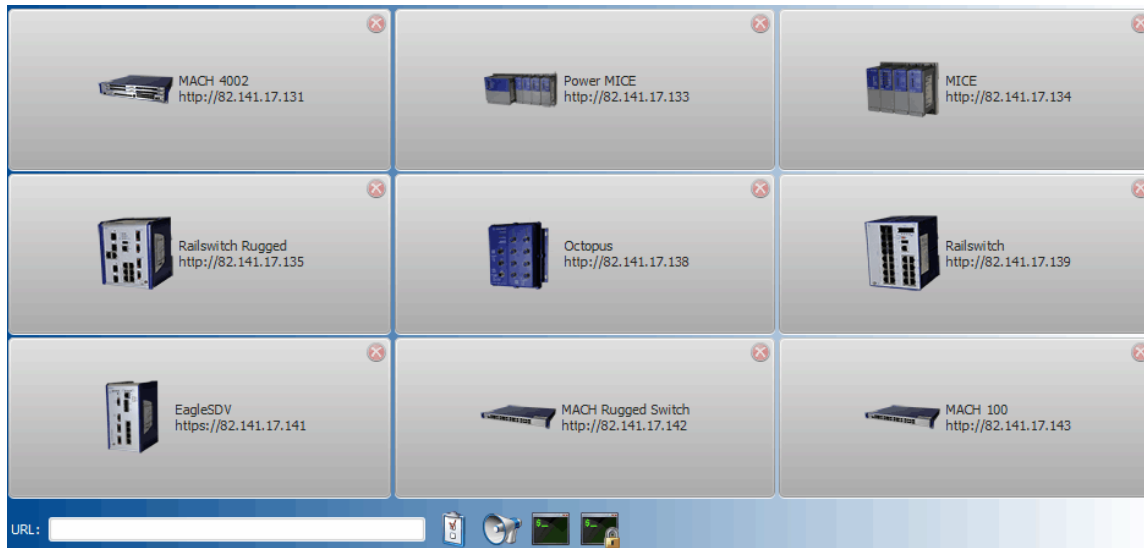 MACH 4002
http://82.141.17.131
Power MICE
http://82.141.17.133
MICE
http://82.141.17.134
Railswitch Rugged
http://82.141.17.135
Octopus
http://82.141.17.138
Railswitch
http://82.141.17.139
EagleSDV
https://82.141.17.141
MACH Rugged Switch
http://82.141.17.142
MACH 100
http://82.141.17.143
URL: